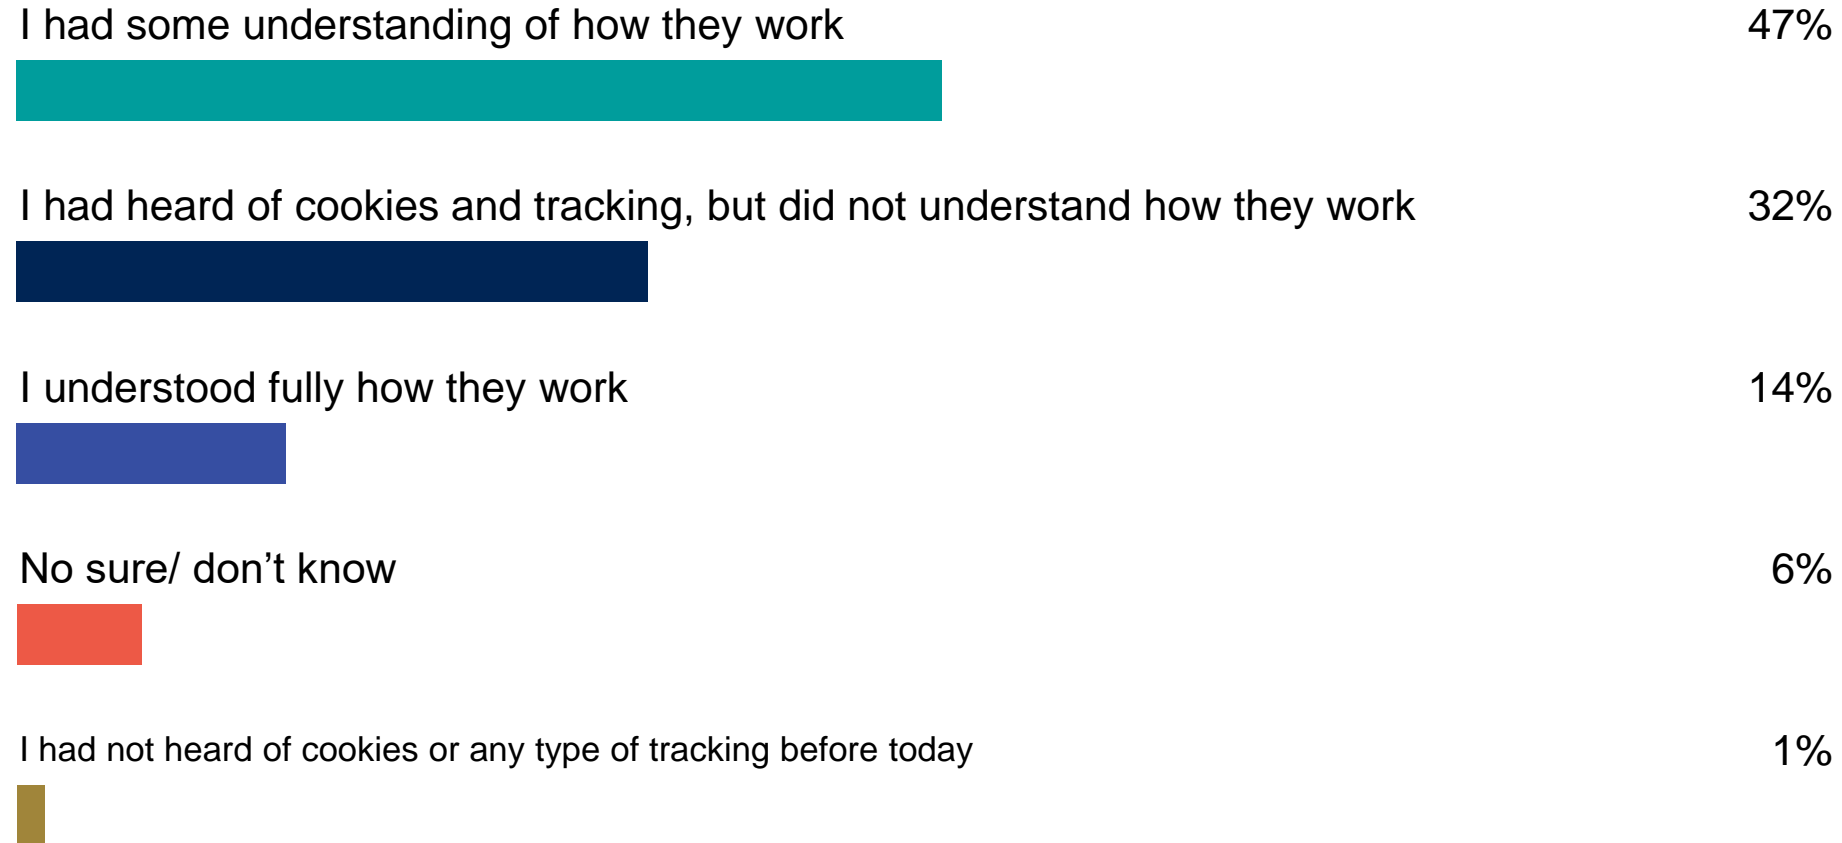 I had some understanding of how they work 47%
I had heard of cookies and tracking, but did not understand how they work 32%
I understood fully how they work 14%
No sure/ don’t know 6%
I had not heard of cookies or any type of tracking before today 1%